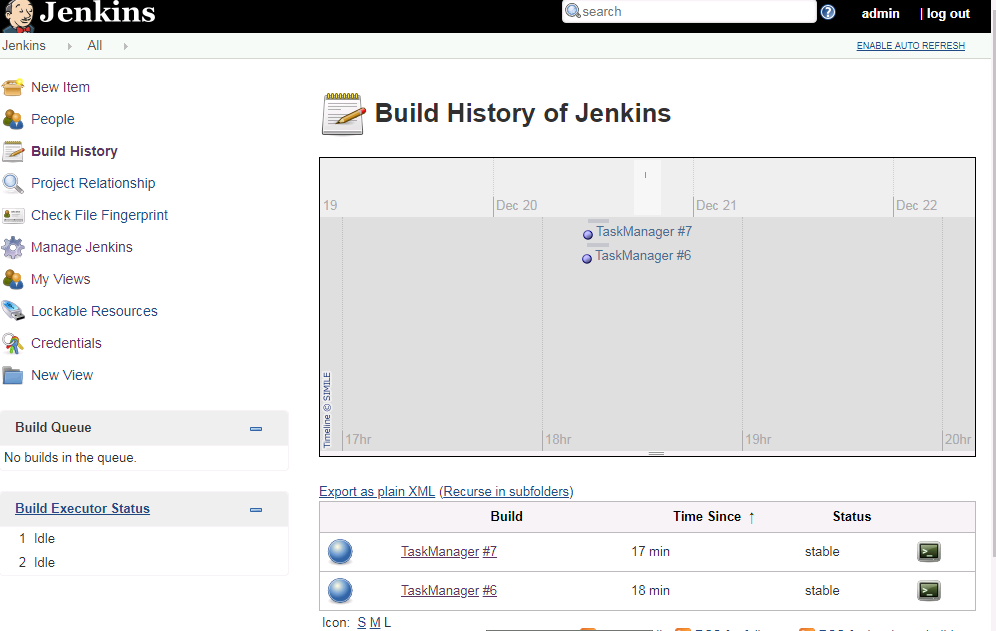 Jenkins
search
admin | log out
Jenkins All
ENABLE AUTO REFRESH
New Item
People
Build History
Project Relationship
Check File Fingerprint
Manage Jenkins
My Views
Lockable Resources
Credentials
New View
Build Queue
No builds in the queue.
Build Executor Status
1 Idle
2 Idle
Build History of Jenkins
19 Dec 20 Dec 21 Dec 22
TaskManager #7
TaskManager #6
Timeline © SIMILE
17hr 18hr 19hr 20hr
Export as plain XML (Recurse in subfolders)
Build Time Since ↑ Status
TaskManager #7 17 min stable
TaskManager #6 18 min stable
Icon: S M L